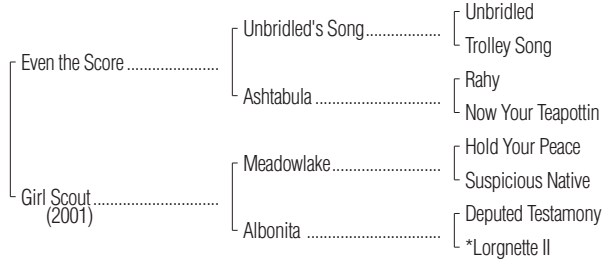 Unbridled
Unbridled's Song
Trolley Song
Even the Score
Rahy
Ashtabula
Now Your Teapottin
Hold Your Peace
Meadowlake
Suspicious Native
Girl Scout
(2001)
Deputed Testamony
Albonita
*Lorgnette II